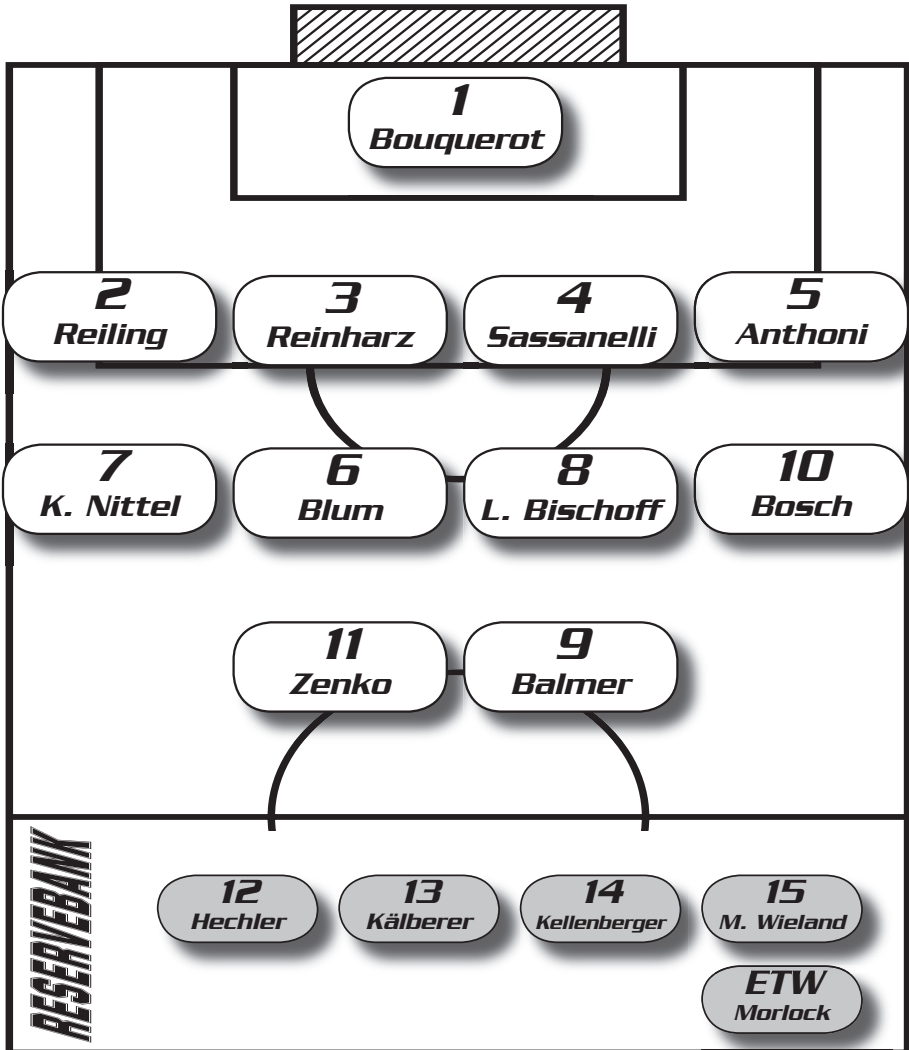 1
Bouquerot
2
Reiling
3
Reinharz
4
Sassanelli
5
Anthoni
7
K. Nittel
6
Blum
8
L. Bischoff
10
Bosch
11
Zenko
9
Balmer
RESERVEBANK
12
Hechler
13
Kälberer
14
Kellenberger
15
M. Wieland
ETW
Morlock